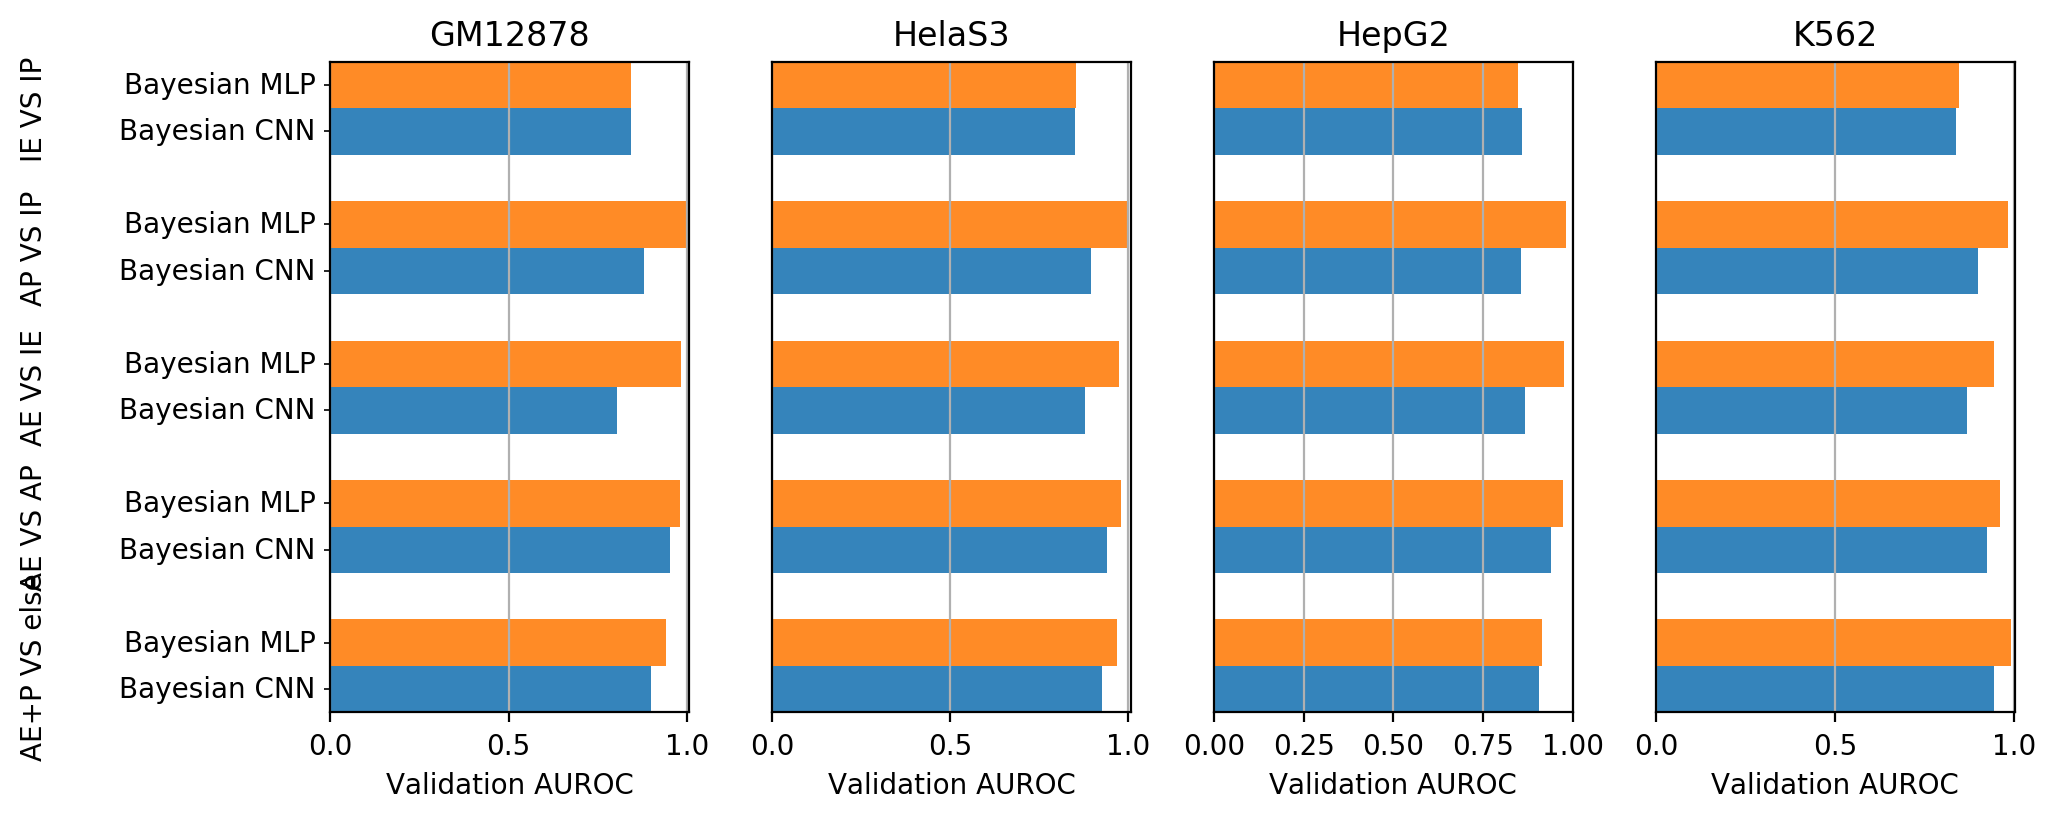 GM12878
HelaS3
HepG2
K562
IE VS IP
Bayesian MLP
Bayesian CNN
AP VS IP
Bayesian MLP
Bayesian CNN
AE VS IE
Bayesian MLP
Bayesian CNN
AE VS AP
Bayesian MLP
Bayesian CNN
AE+P VS else
Bayesian MLP
Bayesian CNN
0.0 0.5 1.0
0.0 0.5 1.0
0.00 0.25 0.50 0.75 1.00
0.0 0.5 1.0
Validation AUROC
Validation AUROC
Validation AUROC
Validation AUROC